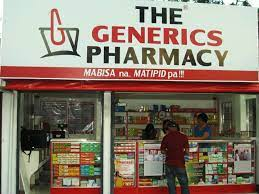 THE
GENERICS
PHARMACY
MABISA na. MATIPID pa!!!